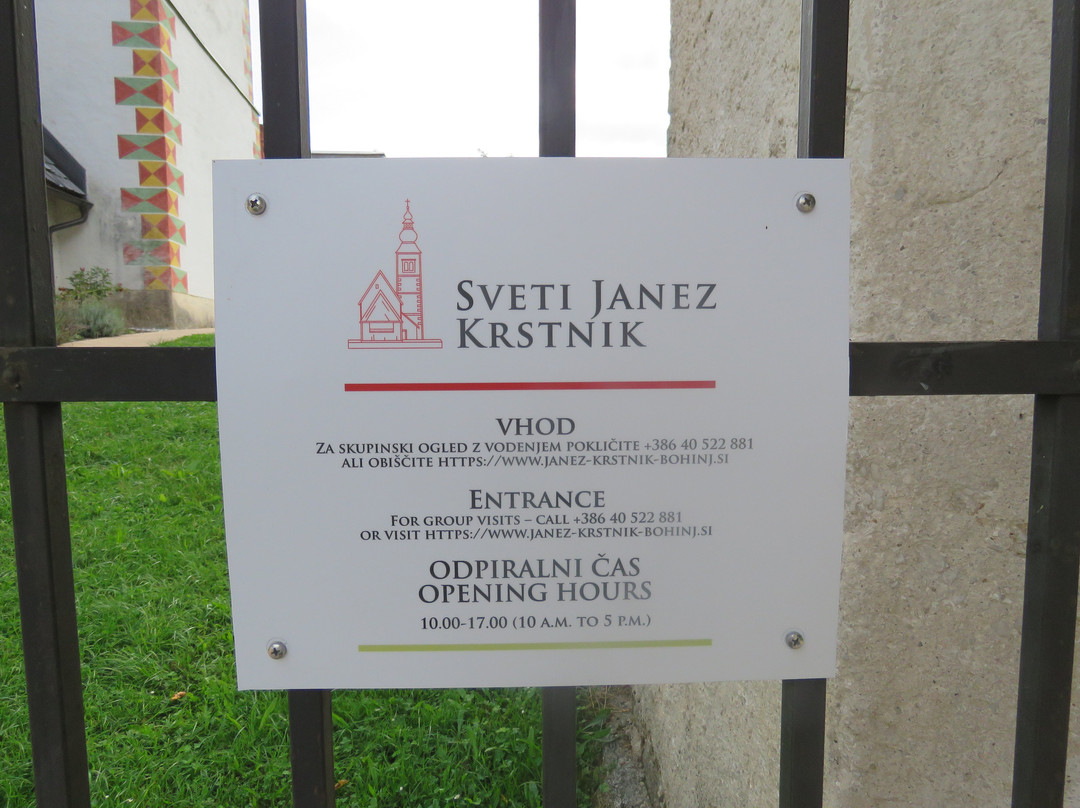 SVETI JANEZ
KRSTNIK
VHOD
ZA SKUPINSKI OGLED Z VODENJEM POKLIČITE +386 40 522 881
ALI OBIŠČITE HTTPS://WWW.JANEZ-KRSTNIK-BOHINJ.SI
ENTRANCE
FOR GROUP VISITS – CALL +386 40 522 881
OR VISIT HTTPS://WWW.JANEZ-KRSTNIK-BOHINJ.SI
ODPIRALNI ČAS
OPENING HOURS
10.00-17.00 (10 A.M. TO 5 P.M.)